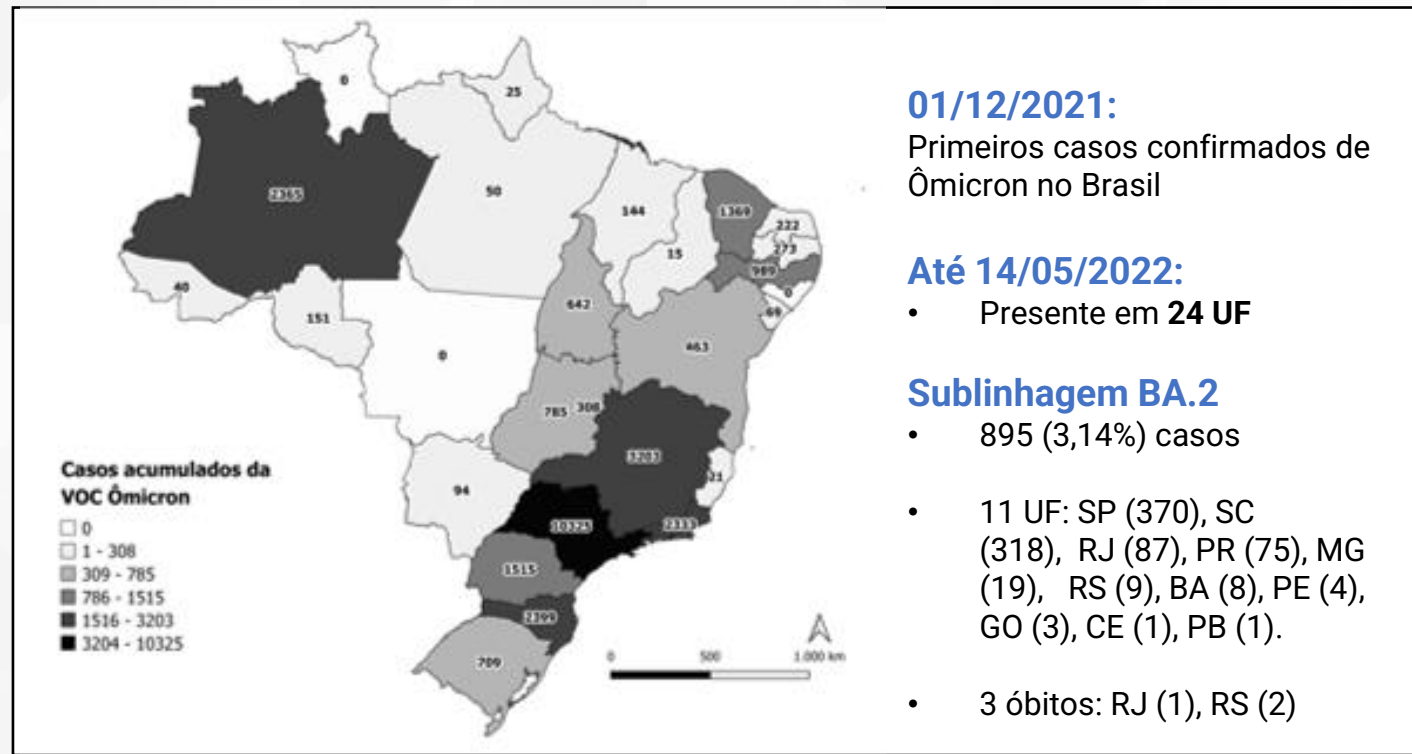 0
25
2365
50
144
15
1369
222
273
989
0
69
40
151
642
463
0
785
308
3203
21
94
10325
2333
1515
2399
709
Casos acumulados da
VOC Ômicron
0
1 - 308
309 - 785
786 - 1515
1516 - 3203
3204 - 10325
0 500 1.000 km
01/12/2021:
Primeiros casos confirmados de
Ômicron no Brasil
Até 14/05/2022:
• Presente em 24 UF
Sublinhagem BA.2
• 895 (3,14%) casos
• 11 UF: SP (370), SC
(318), RJ (87), PR (75), MG
(19), RS (9), BA (8), PE (4),
GO (3), CE (1), PB (1).
• 3 óbitos: RJ (1), RS (2)